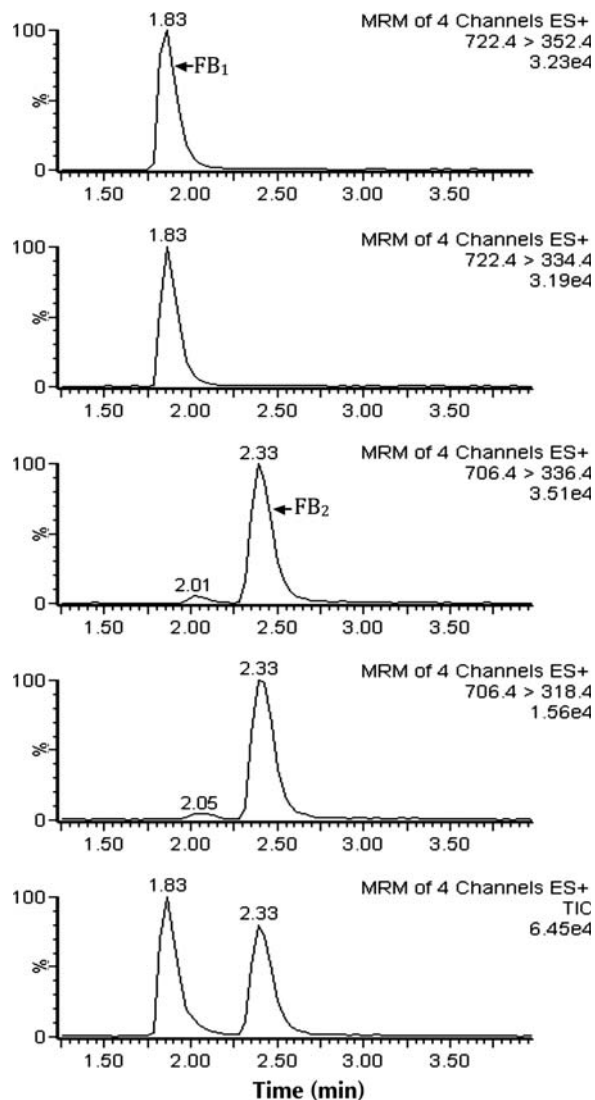 1.83
MRM of 4 Channels ES+
100
722.4 > 352.4
3.23e4
FB₁
%
0
1.50 2.00 2.50 3.00 3.50
1.83
MRM of 4 Channels ES+
100
722.4 > 334.4
3.19e4
%
0
1.50 2.00 2.50 3.00 3.50
2.33
MRM of 4 Channels ES+
100
706.4 > 336.4
3.51e4
FB₂
%
2.01
0
1.50 2.00 2.50 3.00 3.50
2.33
MRM of 4 Channels ES+
100
706.4 > 318.4
1.56e4
%
2.05
0
1.50 2.00 2.50 3.00 3.50
1.83
MRM of 4 Channels ES+
100
2.33
TIC
6.45e4
%
0
1.50 2.00 2.50 3.00 3.50
Time (min)